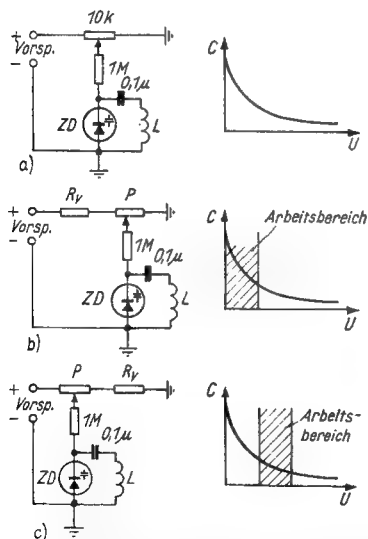 10k
+
Vorsp.
−
1M
0,1µ
ZD
L
a)
C
U
+
RV
P
Vorsp.
−
1M
0,1µ
ZD
L
b)
C
Arbeitsbereich
U
+
P
RV
Vorsp.
−
1M
0,1µ
ZD
L
c)
C
Arbeits-
bereich
U